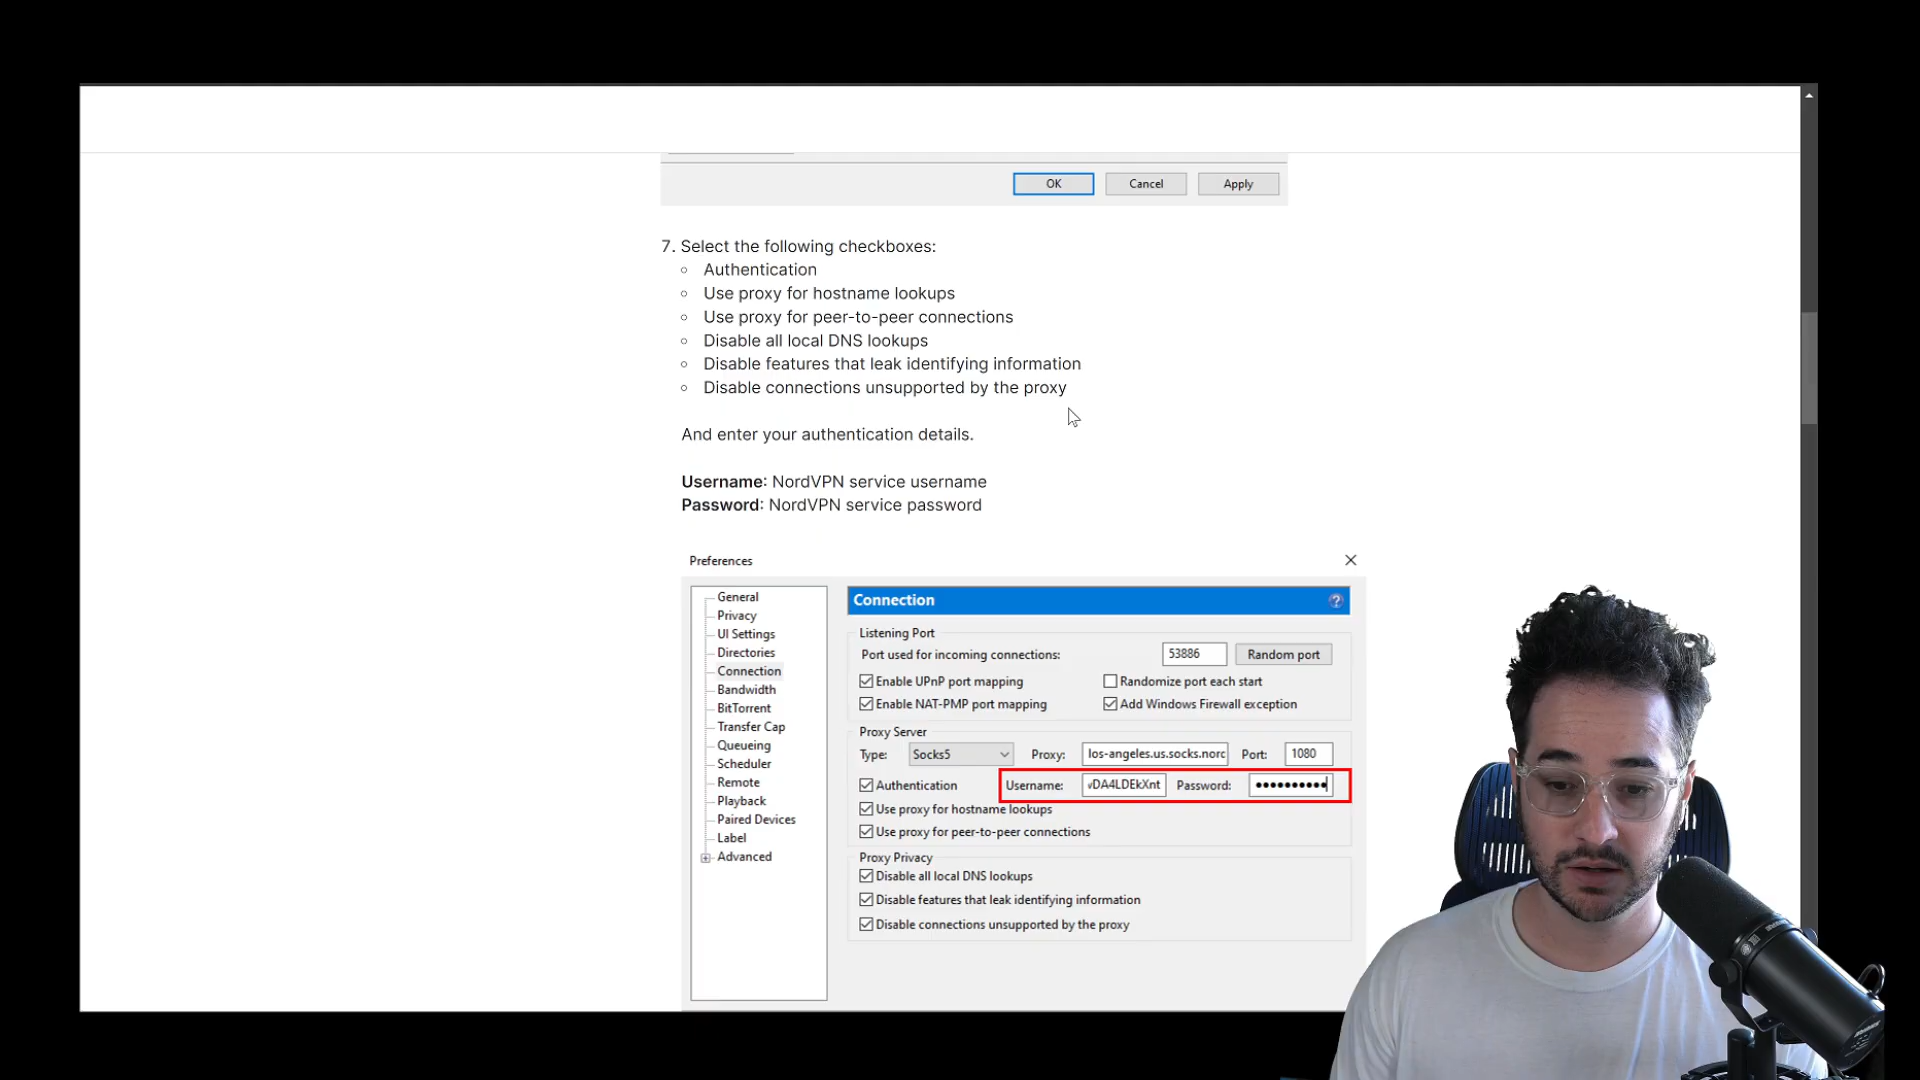 OK Cancel Apply
7. Select the following checkboxes:
Authentication
Use proxy for hostname lookups
Use proxy for peer-to-peer connections
Disable all local DNS lookups
Disable features that leak identifying information
Disable connections unsupported by the proxy
And enter your authentication details.
Username: NordVPN service username
Password: NordVPN service password
Preferences
General
Privacy
UI Settings
Directories
Connection
Bandwidth
BitTorrent
Transfer Cap
Queueing
Scheduler
Remote
Playback
Paired Devices
Label
Advanced
Connection
Listening Port
Port used for incoming connections: 53886 Random port
Enable UPnP port mapping Randomize port each start
Enable NAT-PMP port mapping Add Windows Firewall exception
Proxy Server
Type: Socks5 Proxy: los-angeles.us.socks.norc Port: 1080
Authentication Username: vDA4LDEkXnt Password: ••••••••••
Use proxy for hostname lookups
Use proxy for peer-to-peer connections
Proxy Privacy
Disable all local DNS lookups
Disable features that leak identifying information
Disable connections unsupported by the proxy